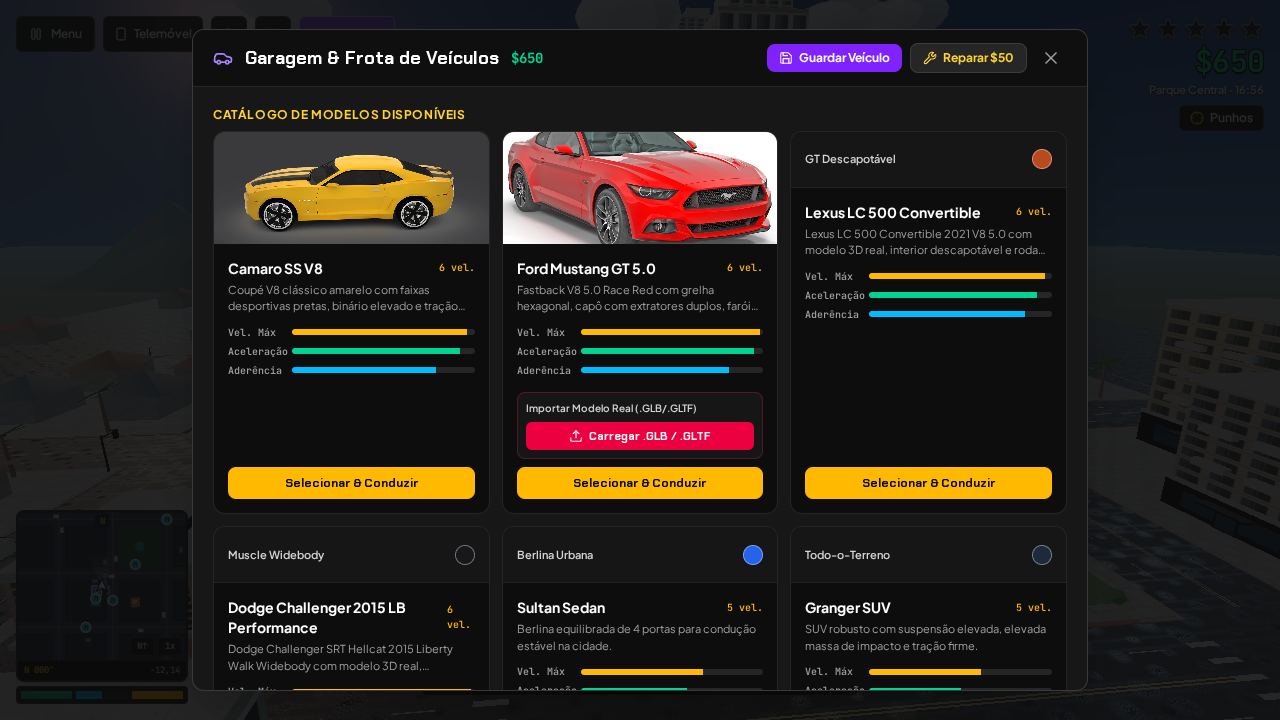 Menu
Telemóvel
$650
Parque Central · 16:56
Punhos
Garagem & Frota de Veículos $650
Guardar Veículo
Reparar $50
CATÁLOGO DE MODELOS DISPONÍVEIS
Camaro SS V8 6 vel.
Coupé V8 clássico amarelo com faixas
desportivas pretas, binário elevado e tração…
Vel. Máx
Aceleração
Aderência
Selecionar & Conduzir
Ford Mustang GT 5.0 6 vel.
Fastback V8 5.0 Race Red com grelha
hexagonal, capô com extratores duplos, farói…
Vel. Máx
Aceleração
Aderência
Importar Modelo Real (.GLB/.GLTF)
Carregar .GLB / .GLTF
Selecionar & Conduzir
GT Descapotável
Lexus LC 500 Convertible 6 vel.
Lexus LC 500 Convertible 2021 V8 5.0 com
modelo 3D real, interior descapotável e roda…
Vel. Máx
Aceleração
Aderência
Selecionar & Conduzir
Muscle Widebody
Dodge Challenger 2015 LB
Performance
6
vel.
Dodge Challenger SRT Hellcat 2015 Liberty
Walk Widebody com modelo 3D real,…
Vel. Máx
Berlina Urbana
Sultan Sedan 5 vel.
Berlina equilibrada de 4 portas para condução
estável na cidade.
Vel. Máx
Aceleração
Todo-o-Terreno
Granger SUV 5 vel.
SUV robusto com suspensão elevada, elevada
massa de impacto e tração firme.
Vel. Máx
Aceleração
1x
N 000°
-12,14